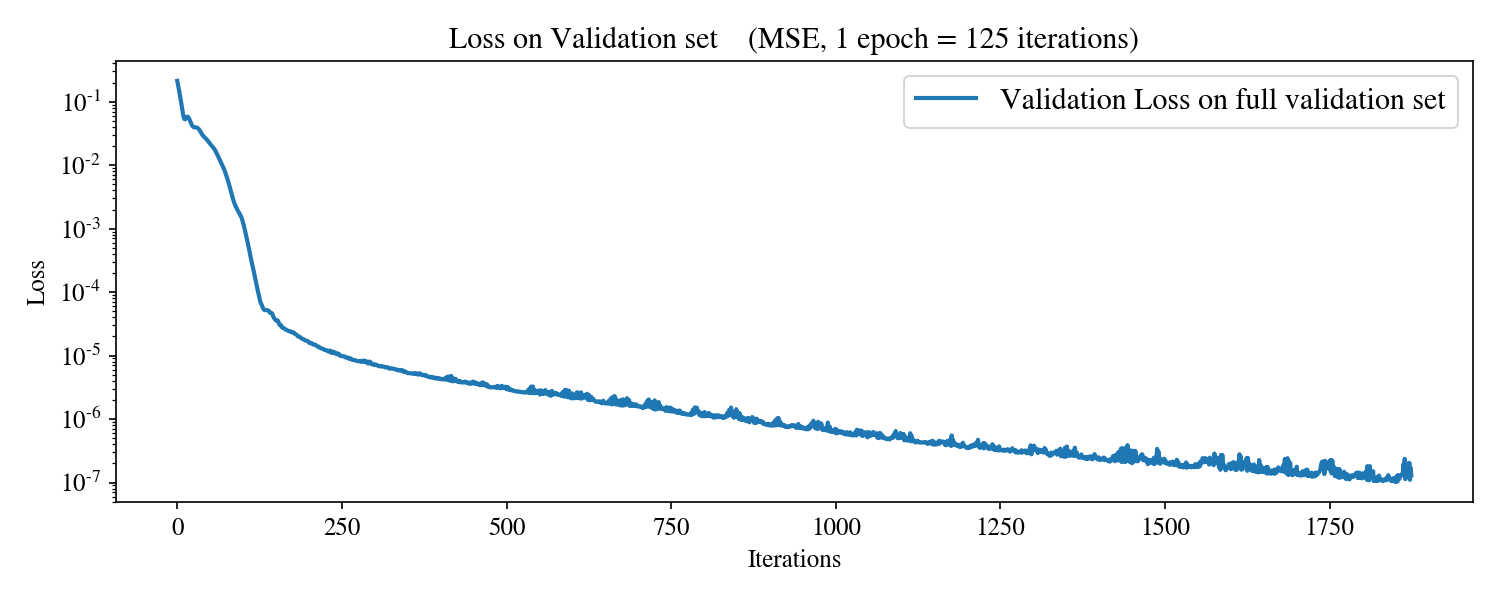 Loss on Validation set (MSE, 1 epoch = 125 iterations)
Validation Loss on full validation set
Loss
10⁻¹
10⁻²
10⁻³
10⁻⁴
10⁻⁵
10⁻⁶
10⁻⁷
0 250 500 750 1000 1250 1500 1750
Iterations